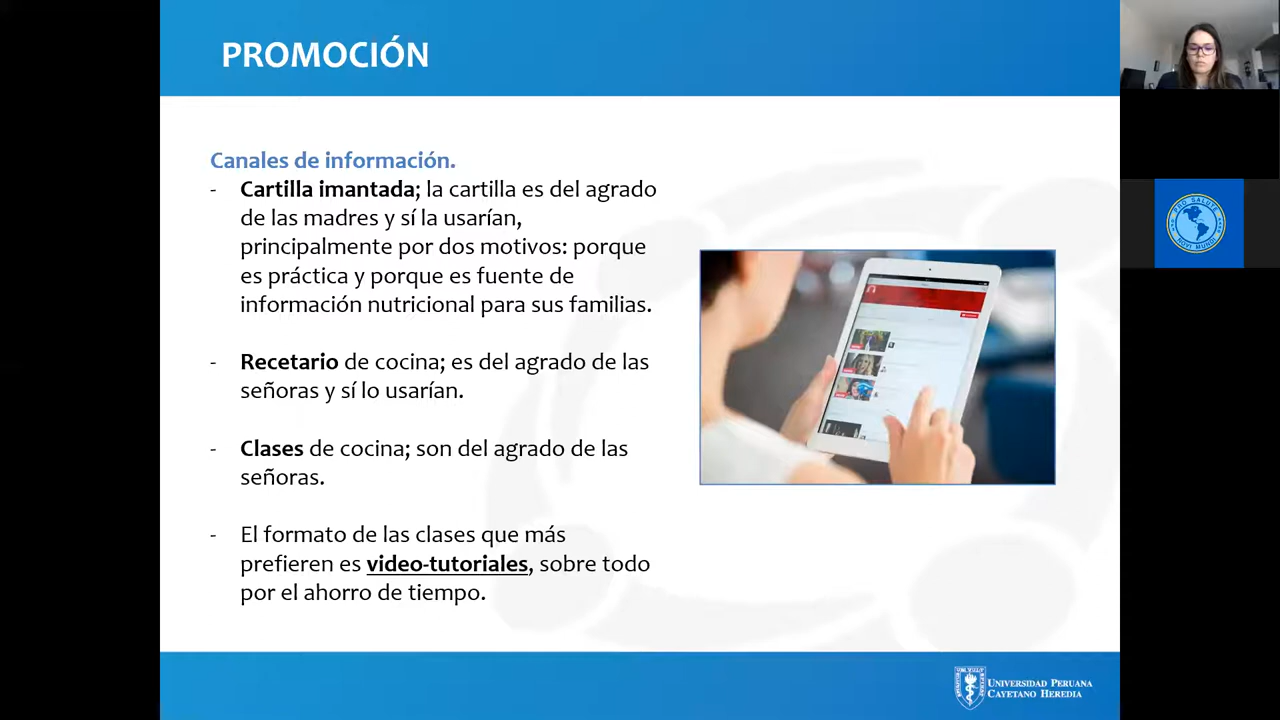 PROMOCIÓN
Canales de información.
- Cartilla imantada; la cartilla es del agrado
de las madres y sí la usarían,
principalmente por dos motivos: porque
es práctica y porque es fuente de
información nutricional para sus familias.
- Recetario de cocina; es del agrado de las
señoras y sí lo usarían.
- Clases de cocina; son del agrado de las
señoras.
- El formato de las clases que más
prefieren es video-tutoriales, sobre todo
por el ahorro de tiempo.
PRO SALUTE
NOVI MUNDI
UNIVERSIDAD PERUANA
CAYETANO HEREDIA